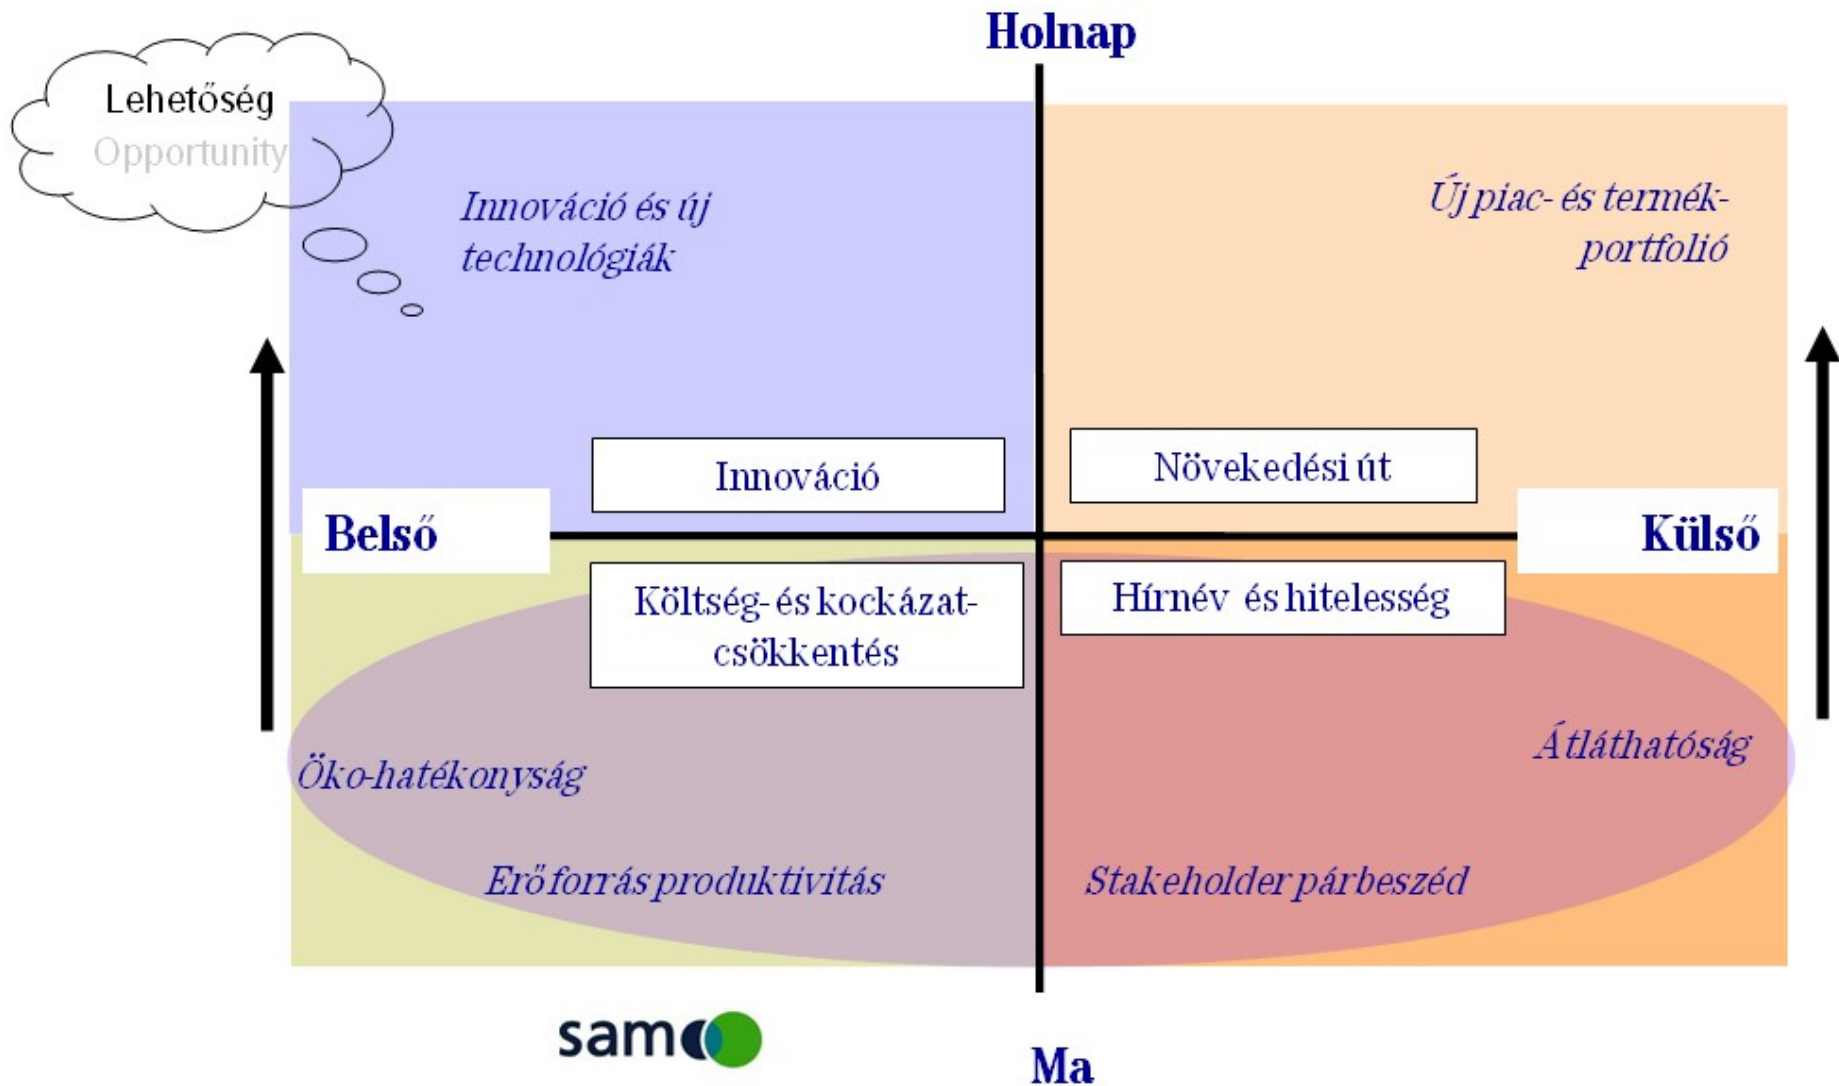 Holnap
Lehetőség
Opportunity
Innováció és új
technológiák
Új piac- és termék-
portfolió
Innováció
Növekedési út
Belső
Külső
Költség- és kockázat-
csökkentés
Hírnév és hitelesség
Öko-hatékonyság
Átláthatóság
Erőforrás produktivitás
Stakeholder párbeszéd
sam
Ma